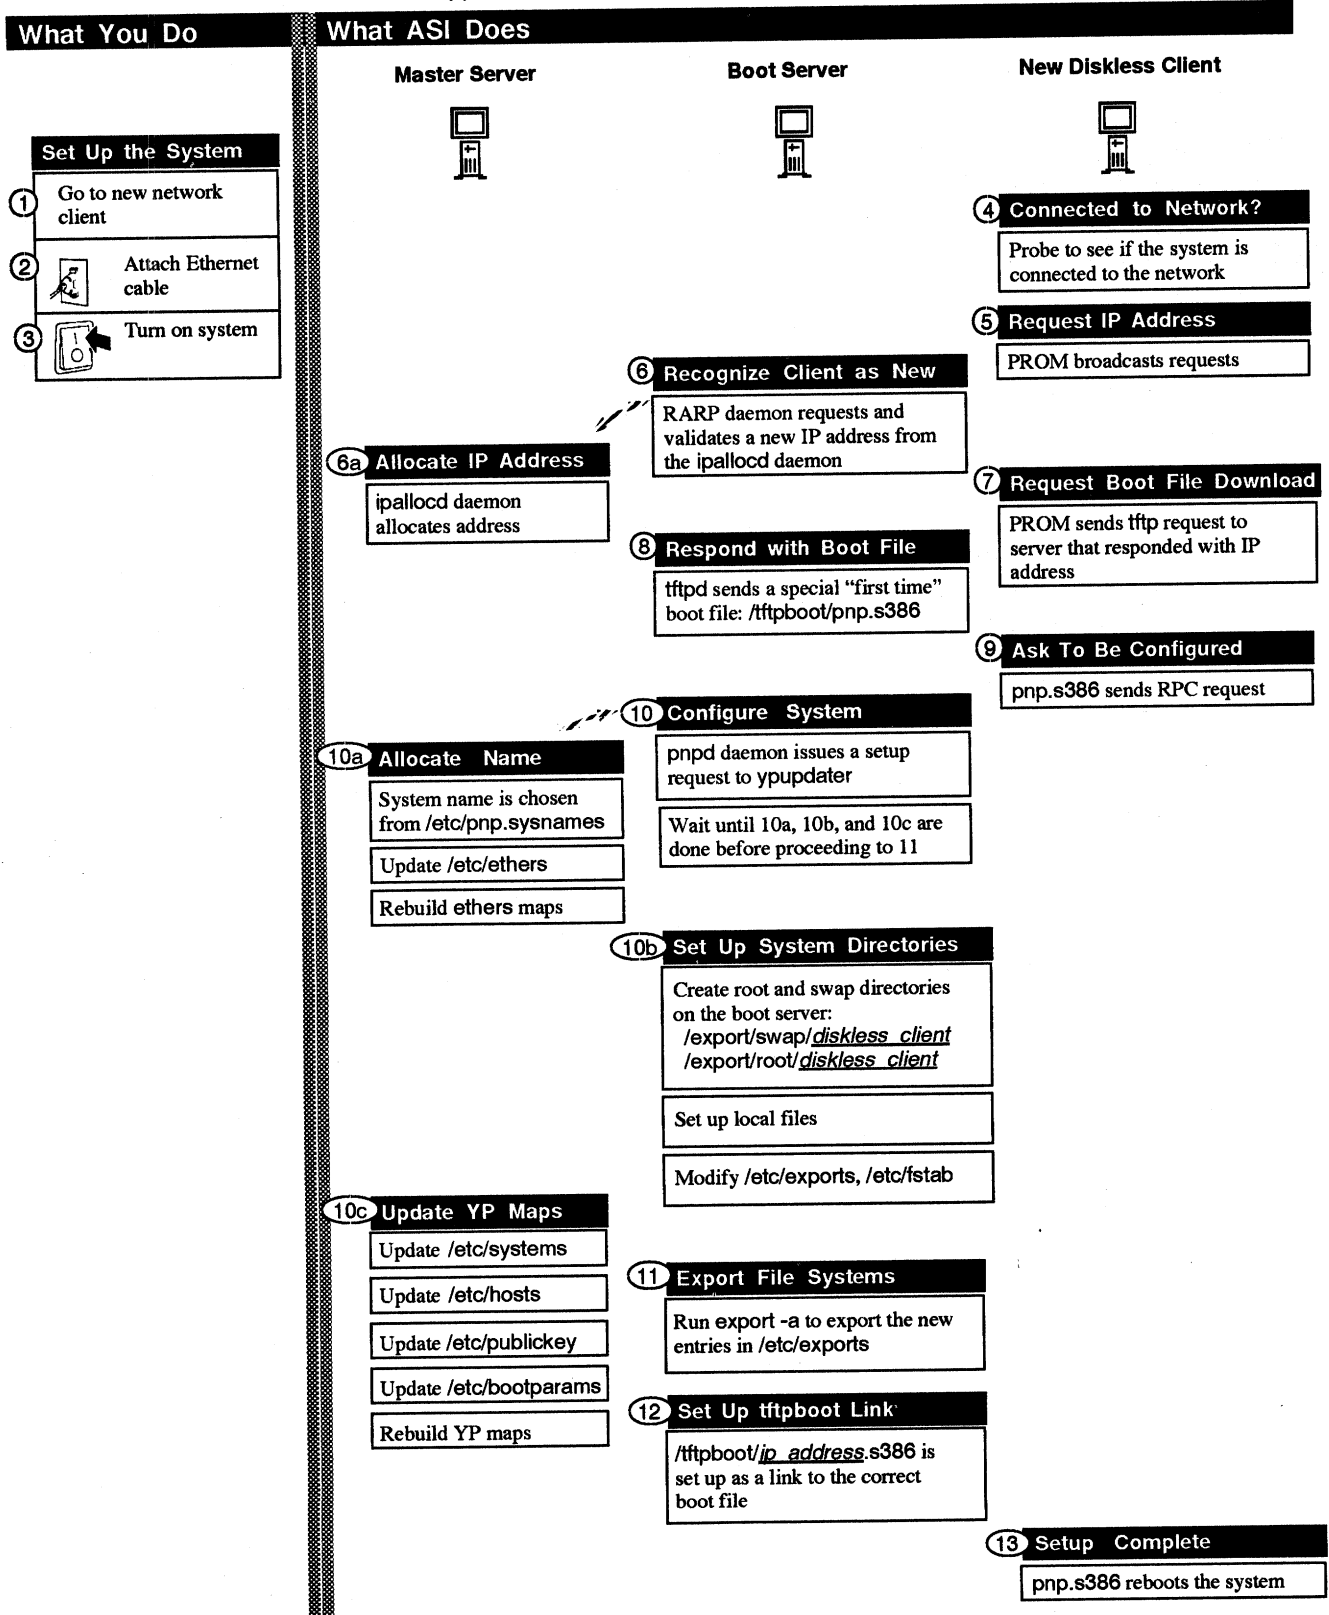 What You Do
What ASI Does
Master Server
Boot Server
New Diskless Client
Set Up the System
1
Go to new network
client
2
Attach Ethernet
cable
3
Turn on system
4
Connected to Network?
Probe to see if the system is
connected to the network
5
Request IP Address
PROM broadcasts requests
6
Recognize Client as New
RARP daemon requests and
validates a new IP address from
the ipallocd daemon
6a
Allocate IP Address
ipallocd daemon
allocates address
7
Request Boot File Download
PROM sends tftp request to
server that responded with IP
address
8
Respond with Boot File
tftpd sends a special “first time”
boot file: /tftpboot/pnp.s386
9
Ask To Be Configured
pnp.s386 sends RPC request
10
Configure System
pnpd daemon issues a setup
request to ypupdater
Wait until 10a, 10b, and 10c are
done before proceeding to 11
10a
Allocate Name
System name is chosen
from /etc/pnp.sysnames
Update /etc/ethers
Rebuild ethers maps
10b
Set Up System Directories
Create root and swap directories
on the boot server:
/export/swap/diskless_client
/export/root/diskless_client
Set up local files
Modify /etc/exports, /etc/fstab
10c
Update YP Maps
Update /etc/systems
Update /etc/hosts
Update /etc/publickey
Update /etc/bootparams
Rebuild YP maps
11
Export File Systems
Run export -a to export the new
entries in /etc/exports
12
Set Up tftpboot Link
/tftpboot/ip_address.s386 is
set up as a link to the correct
boot file
13
Setup Complete
pnp.s386 reboots the system